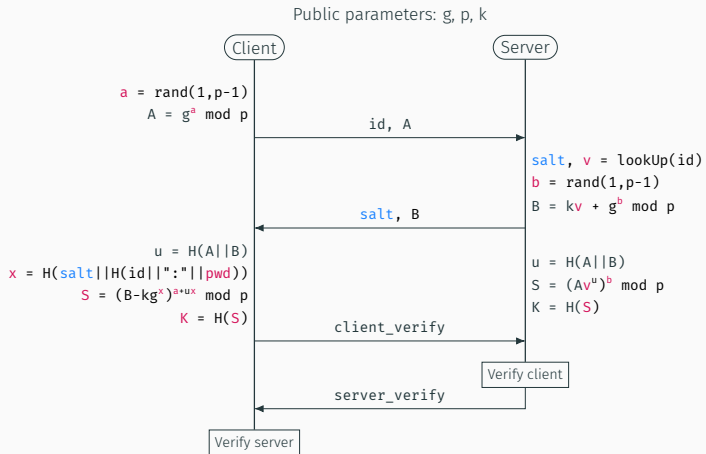 Public parameters: g, p, k
Client
Server
a = rand(1,p-1)
A = gᵃ mod p
id, A
salt, v = lookUp(id)
b = rand(1,p-1)
B = kv + gᵇ mod p
salt, B
u = H(A||B)
x = H(salt||H(id||":"||pwd))
S = (B-kgˣ)ᵃ⁺ᵘˣ mod p
K = H(S)
u = H(A||B)
S = (Avᵘ)ᵇ mod p
K = H(S)
client_verify
Verify client
server_verify
Verify server